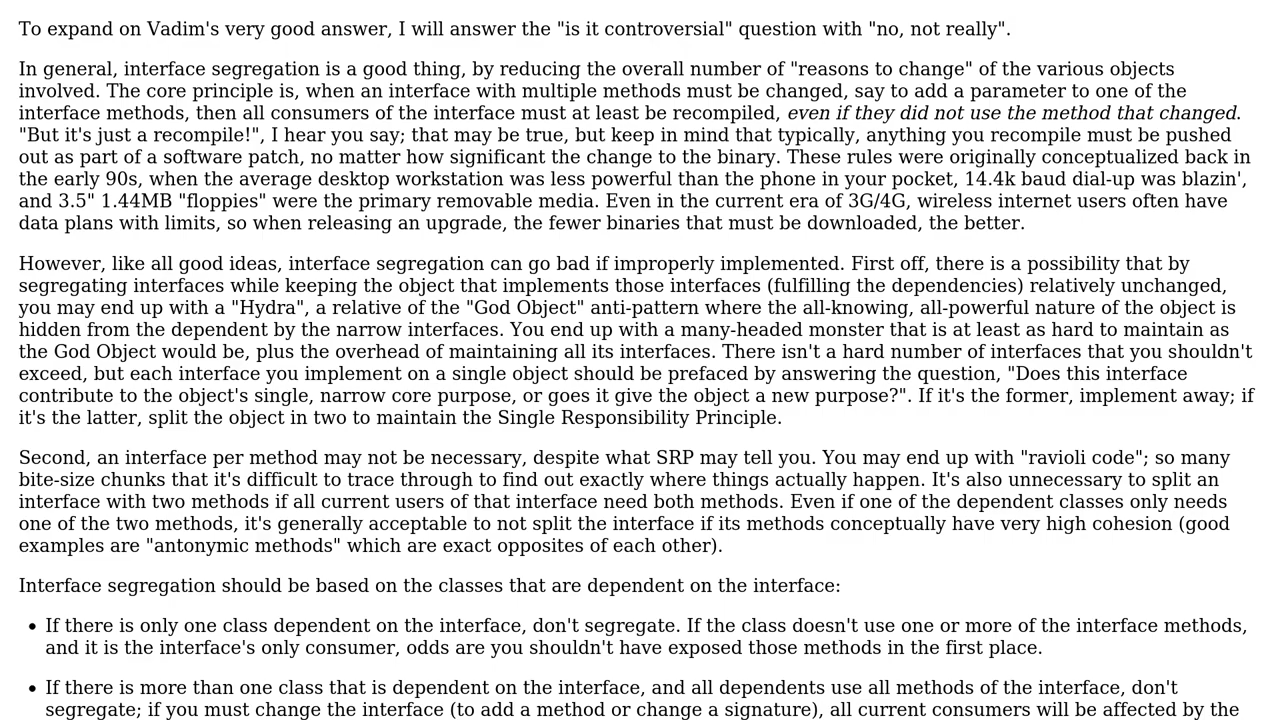 To expand on Vadim's very good answer, I will answer the "is it controversial" question with "no, not really".
In general, interface segregation is a good thing, by reducing the overall number of "reasons to change" of the various objects
involved. The core principle is, when an interface with multiple methods must be changed, say to add a parameter to one of the
interface methods, then all consumers of the interface must at least be recompiled, even if they did not use the method that changed.
"But it's just a recompile!", I hear you say; that may be true, but keep in mind that typically, anything you recompile must be pushed
out as part of a software patch, no matter how significant the change to the binary. These rules were originally conceptualized back in
the early 90s, when the average desktop workstation was less powerful than the phone in your pocket, 14.4k baud dial-up was blazin',
and 3.5" 1.44MB "floppies" were the primary removable media. Even in the current era of 3G/4G, wireless internet users often have
data plans with limits, so when releasing an upgrade, the fewer binaries that must be downloaded, the better.
However, like all good ideas, interface segregation can go bad if improperly implemented. First off, there is a possibility that by
segregating interfaces while keeping the object that implements those interfaces (fulfilling the dependencies) relatively unchanged,
you may end up with a "Hydra", a relative of the "God Object" anti-pattern where the all-knowing, all-powerful nature of the object is
hidden from the dependent by the narrow interfaces. You end up with a many-headed monster that is at least as hard to maintain as
the God Object would be, plus the overhead of maintaining all its interfaces. There isn't a hard number of interfaces that you shouldn't
exceed, but each interface you implement on a single object should be prefaced by answering the question, "Does this interface
contribute to the object's single, narrow core purpose, or goes it give the object a new purpose?". If it's the former, implement away; if
it's the latter, split the object in two to maintain the Single Responsibility Principle.
Second, an interface per method may not be necessary, despite what SRP may tell you. You may end up with "ravioli code"; so many
bite-size chunks that it's difficult to trace through to find out exactly where things actually happen. It's also unnecessary to split an
interface with two methods if all current users of that interface need both methods. Even if one of the dependent classes only needs
one of the two methods, it's generally acceptable to not split the interface if its methods conceptually have very high cohesion (good
examples are "antonymic methods" which are exact opposites of each other).
Interface segregation should be based on the classes that are dependent on the interface:
• If there is only one class dependent on the interface, don't segregate. If the class doesn't use one or more of the interface methods,
and it is the interface's only consumer, odds are you shouldn't have exposed those methods in the first place.
• If there is more than one class that is dependent on the interface, and all dependents use all methods of the interface, don't
segregate; if you must change the interface (to add a method or change a signature), all current consumers will be affected by the